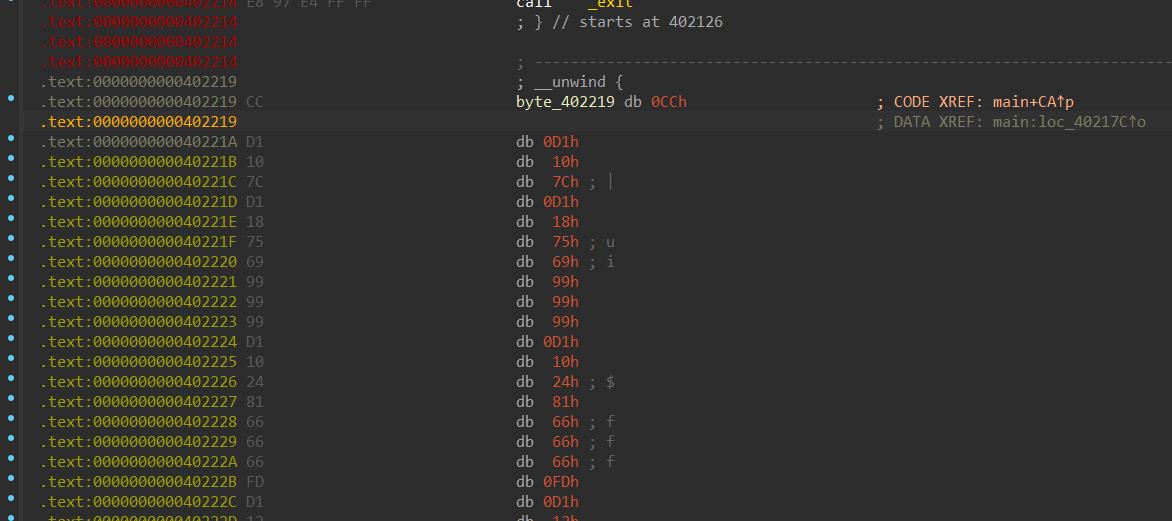 .text:0000000000402214 E8 97 E4 FF FF call _exit
.text:0000000000402214 ; } // starts at 402126
.text:0000000000402214
.text:0000000000402214 ; ---------------------------------------------------------------------------
.text:0000000000402219 ; __unwind {
.text:0000000000402219 CC byte_402219 db 0CCh ; CODE XREF: main+CA↑p
.text:0000000000402219 ; DATA XREF: main:loc_40217C↑o
.text:000000000040221A D1 db 0D1h
.text:000000000040221B 10 db 10h
.text:000000000040221C 7C db 7Ch ; |
.text:000000000040221D D1 db 0D1h
.text:000000000040221E 18 db 18h
.text:000000000040221F 75 db 75h ; u
.text:0000000000402220 69 db 69h ; i
.text:0000000000402221 99 db 99h
.text:0000000000402222 99 db 99h
.text:0000000000402223 99 db 99h
.text:0000000000402224 D1 db 0D1h
.text:0000000000402225 10 db 10h
.text:0000000000402226 24 db 24h ; $
.text:0000000000402227 81 db 81h
.text:0000000000402228 66 db 66h ; f
.text:0000000000402229 66 db 66h ; f
.text:000000000040222A 66 db 66h ; f
.text:000000000040222B FD db 0FDh
.text:000000000040222C D1 db 0D1h
.text:000000000040222D 12 db 12h